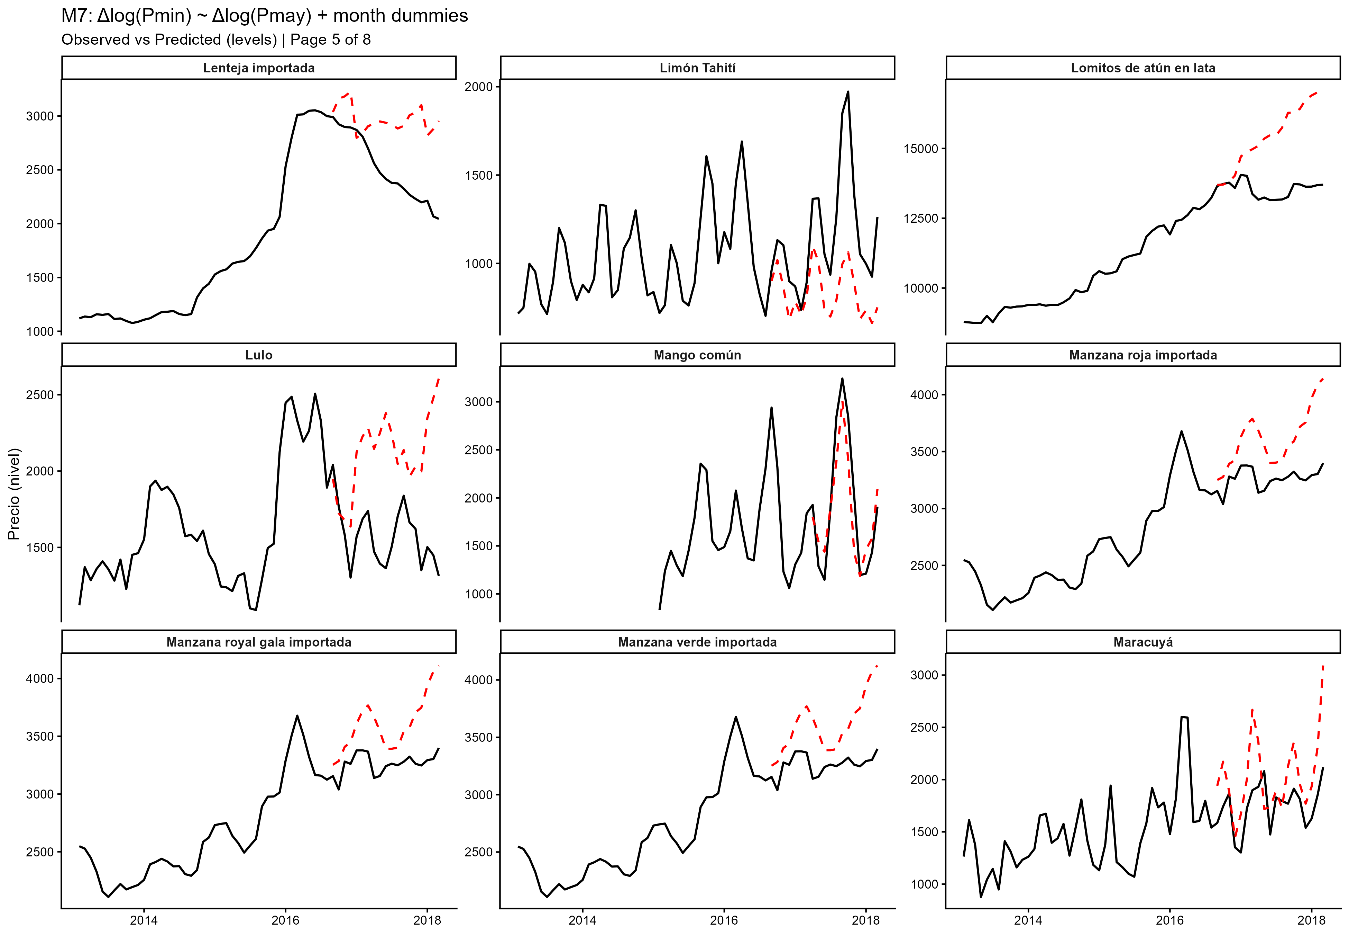 M7: Δlog(Pmin) ~ Δlog(Pmay) + month dummies
Observed vs Predicted (levels) | Page 5 of 8
Lenteja importada
3000
2500
2000
1500
1000
Limón Tahití
2000
1500
1000
Lomitos de atún en lata
15000
12500
10000
Precio (nivel)
Lulo
2500
2000
1500
Mango común
3000
2500
2000
1500
1000
Manzana roja importada
4000
3500
3000
2500
Manzana royal gala importada
4000
3500
3000
2500
2014 2016 2018
Manzana verde importada
4000
3500
3000
2500
2014 2016 2018
Maracuyá
3000
2500
2000
1500
1000
2014 2016 2018